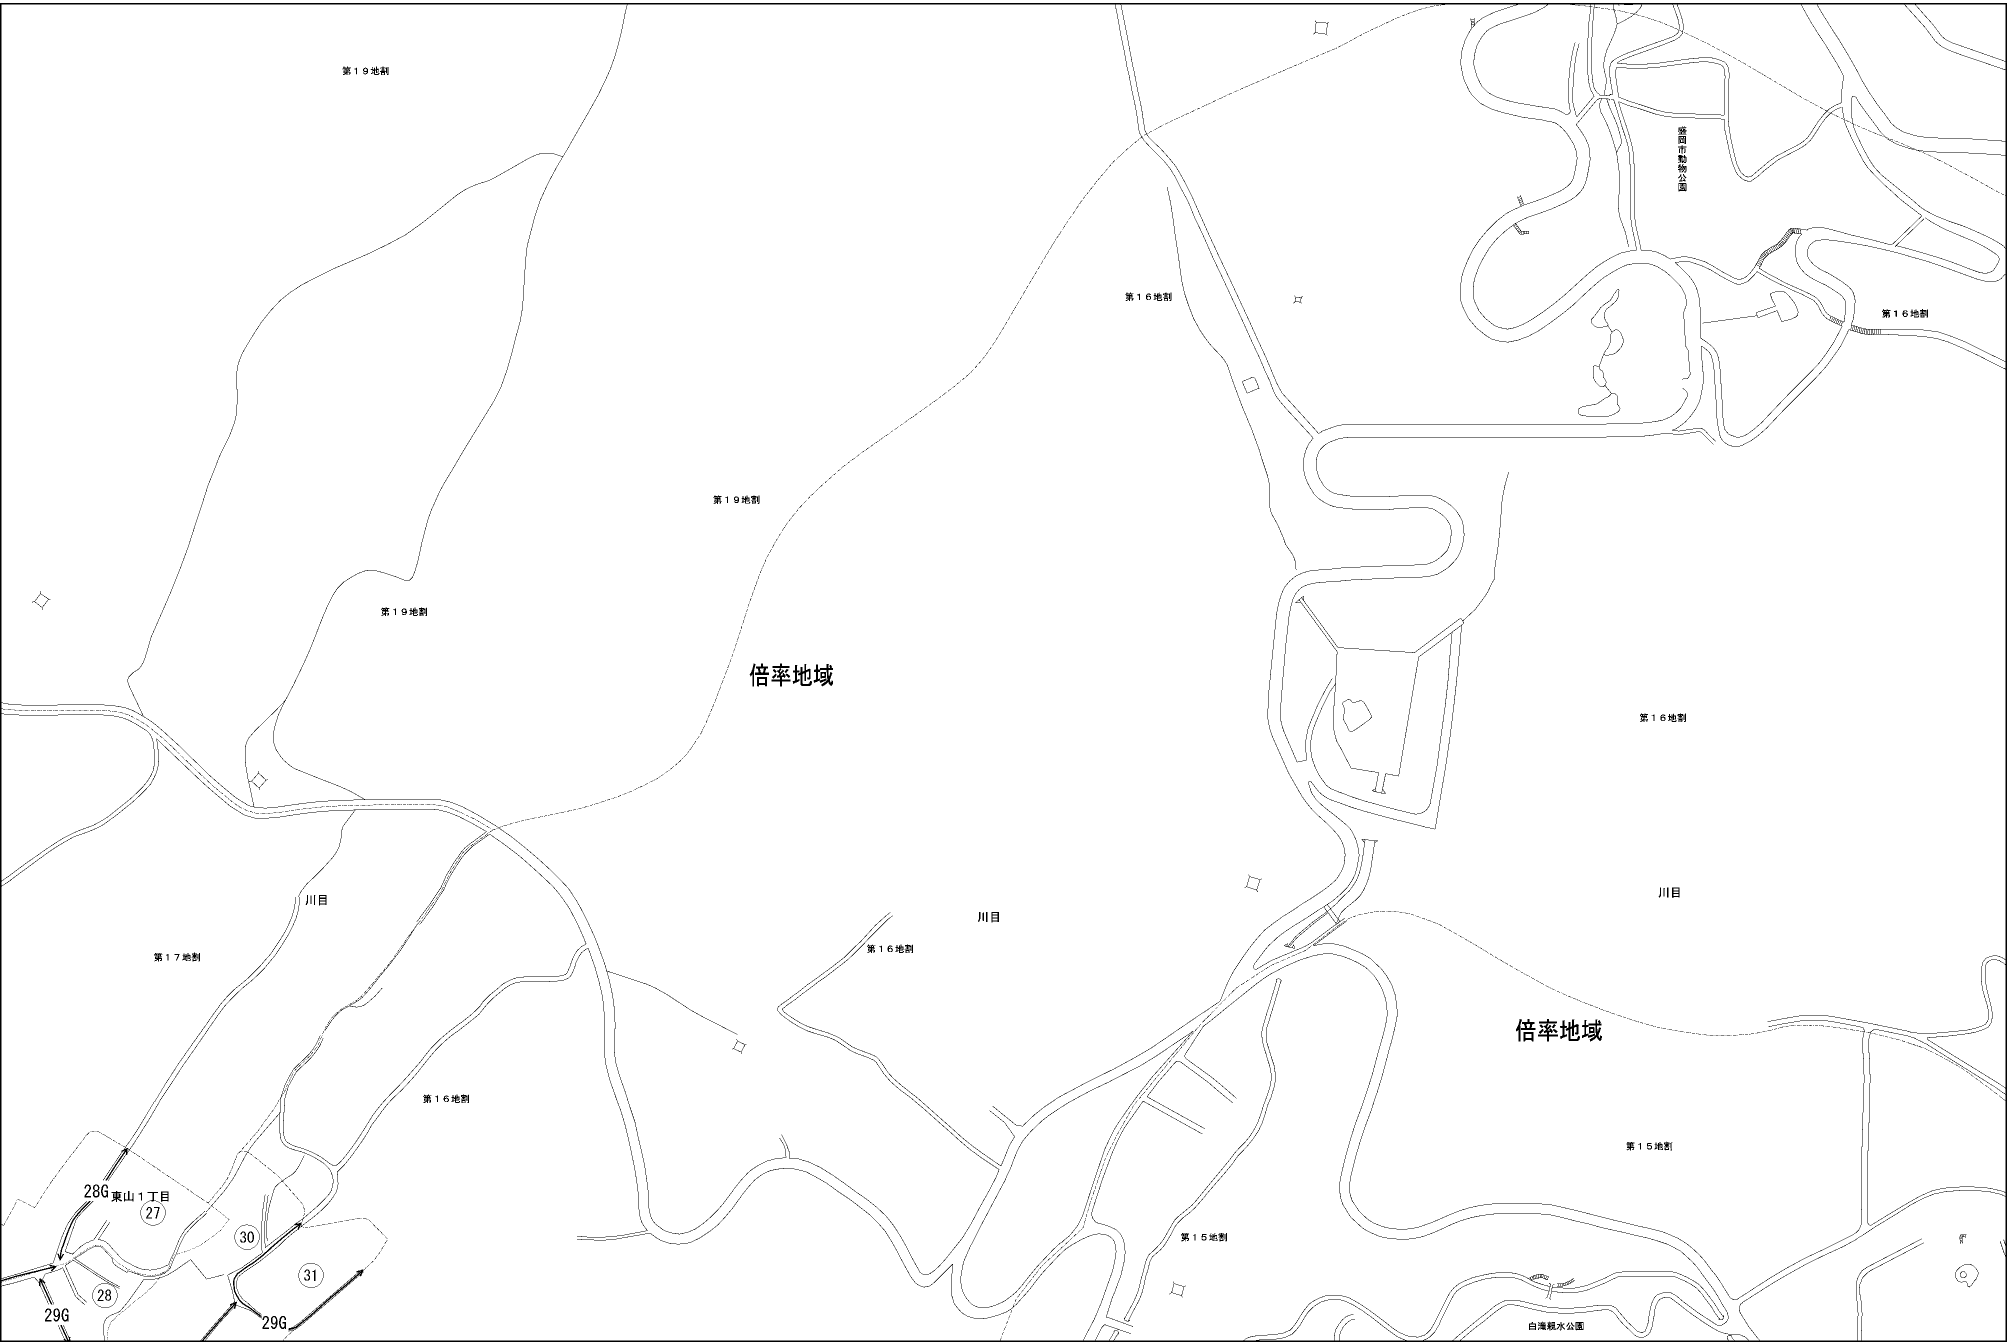 第１９地割
盛岡市動物公園
第１６地割
第１６地割
第１９地割
第１９地割
倍率地域
第１６地割
川目
川目
川目
第１６地割
第１７地割
倍率地域
第１６地割
第１５地割
28G
東山１丁目
27
30
第１５地割
31
28
29G
29G
白滝親水公園